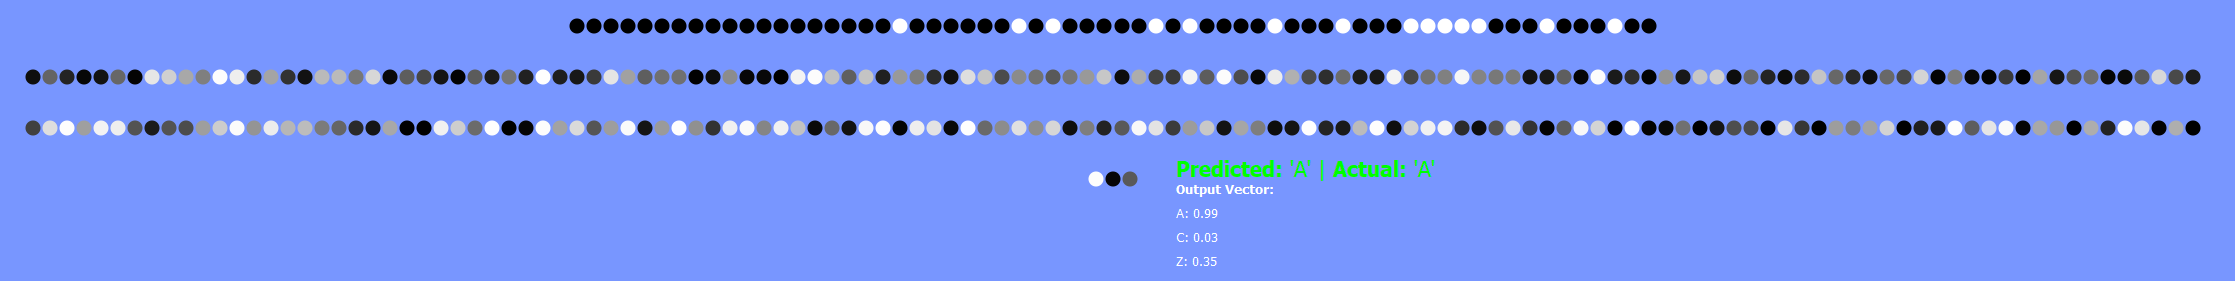 Predicted: 'A' | Actual: 'A'
Output Vector:
A: 0.99
C: 0.03
Z: 0.35